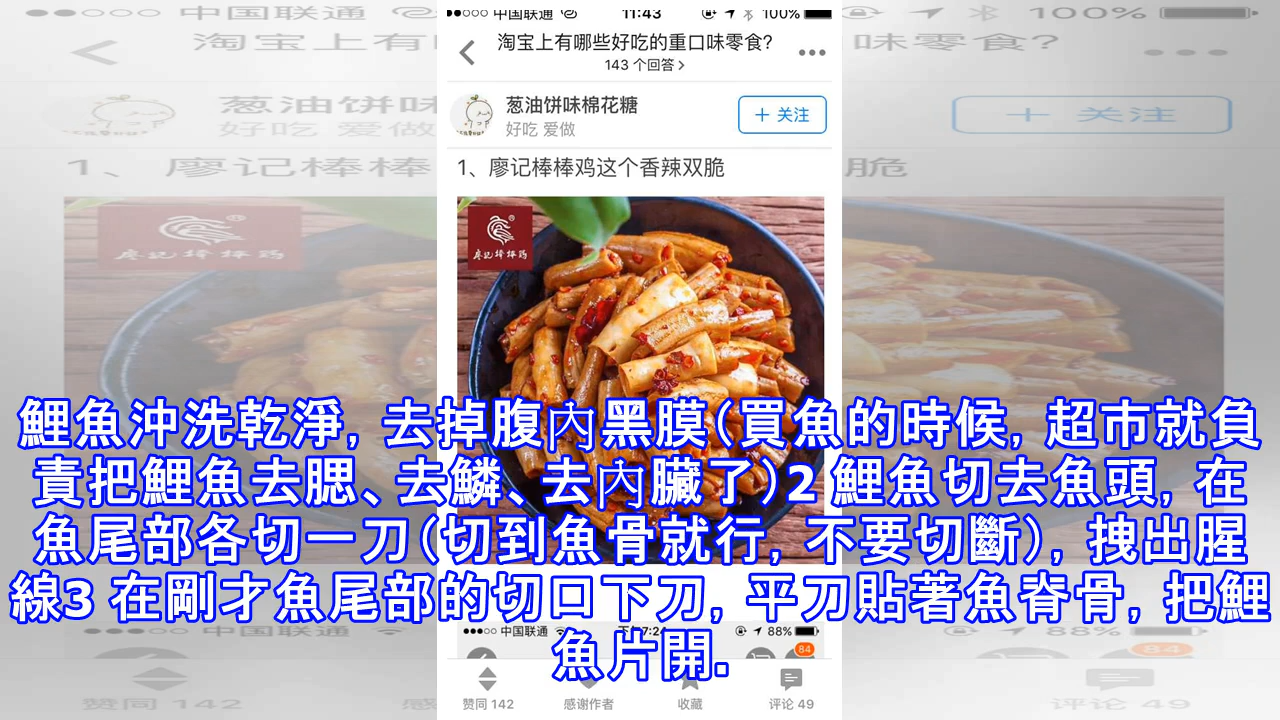 中国联通
11:43
100%
淘宝上有哪些好吃的重口味零食?
143 个回答 >
葱油饼味棉花糖
好吃 爱做
+ 关注
1、廖记棒棒鸡这个香辣双脆
廖记棒棒鸡
鯉魚沖洗乾淨, 去掉腹內黑膜(買魚的時候, 超市就負
責把鯉魚去腮、去鱗、去內臟了)2 鯉魚切去魚頭, 在
魚尾部各切一刀(切到魚骨就行, 不要切斷), 拽出腥
線3 在剛才魚尾部的切口下刀, 平刀貼著魚脊骨, 把鯉
魚片開.
中国联通
88%
84
赞同 142
感谢作者
收藏
评论 49